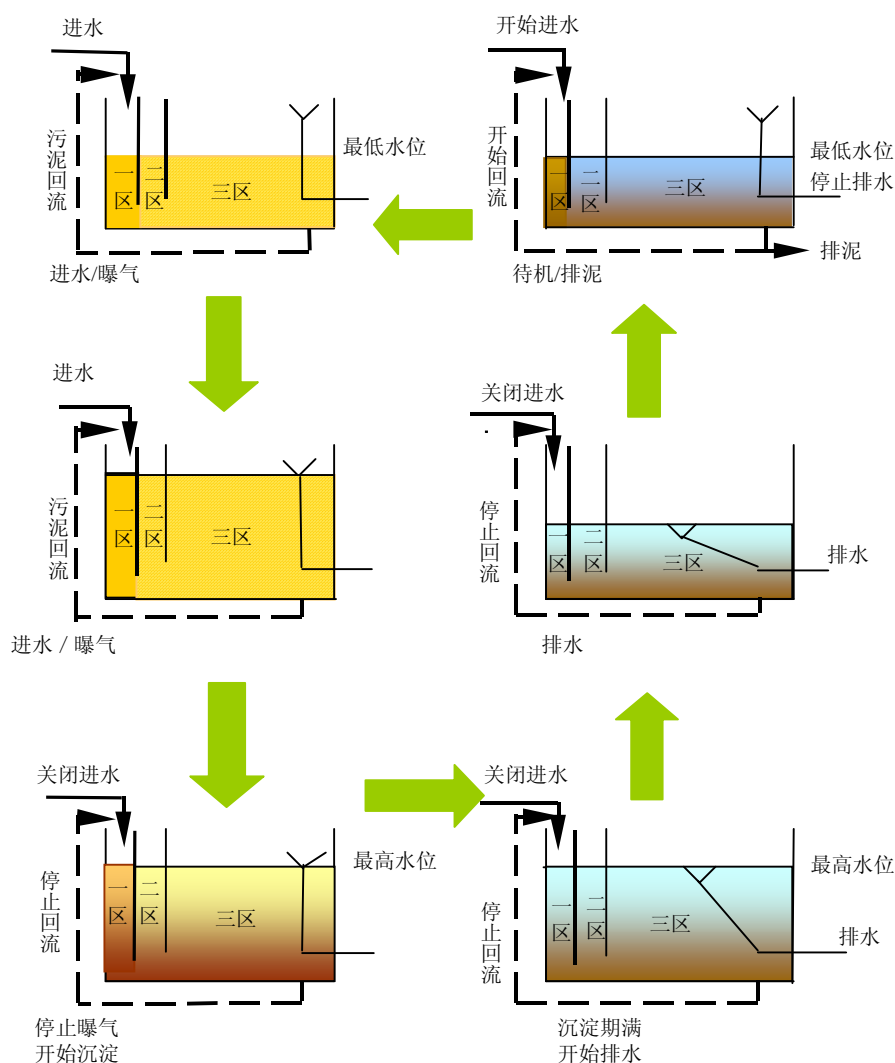 进水
污泥回流
一区
二区
三区
最低水位
进水/曝气
开始进水
开始回流
一区
二区
三区
最低水位
停止排水
排泥
待机/排泥
进水
污泥回流
一区
二区
三区
进水 / 曝气
关闭进水
停止回流
一区
二区
三区
排水
排水
关闭进水
停止回流
一区
二区
三区
最高水位
停止曝气
开始沉淀
关闭进水
停止回流
一区
二区
三区
最高水位
排水
沉淀期满
开始排水